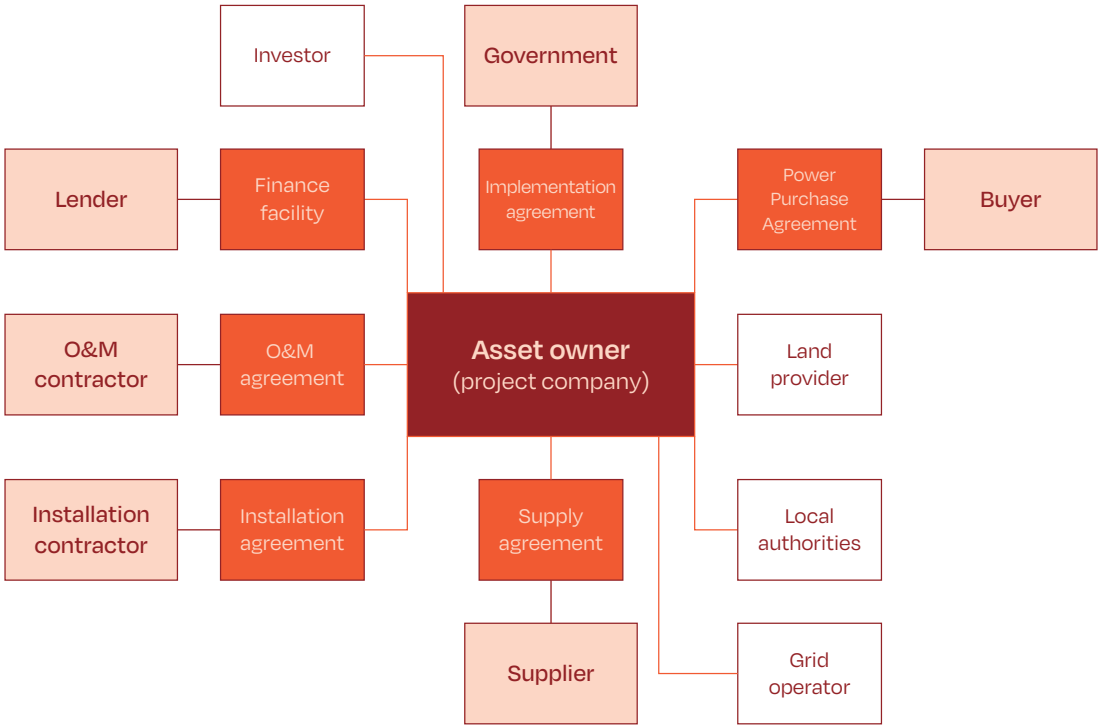 Investor
Government
Lender
Finance
facility
Implementation
agreement
Power
Purchase
Agreement
Buyer
O&M
contractor
O&M
agreement
Asset owner
(project company)
Land
provider
Installation
contractor
Installation
agreement
Supply
agreement
Local
authorities
Supplier
Grid
operator